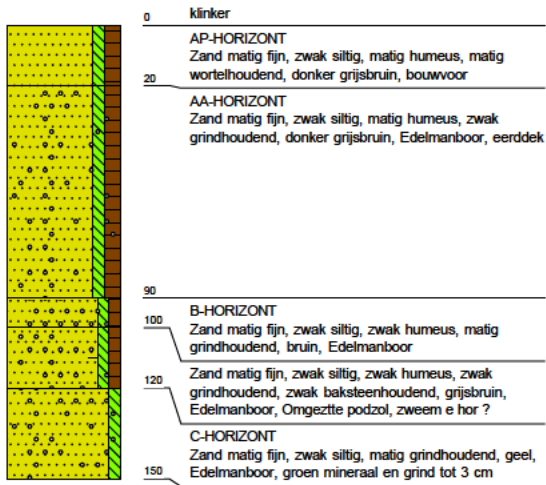 0 klinker
AP-HORIZONT
Zand matig fijn, zwak siltig, matig humeus, matig
wortelhoudend, donker grijsbruin, bouwvoor
20
AA-HORIZONT
Zand matig fijn, zwak siltig, matig humeus, zwak
grindhoudend, donker grijsbruin, Edelmanboor, eerddek
90
B-HORIZONT
100
Zand matig fijn, zwak siltig, zwak humeus, matig
grindhoudend, bruin, Edelmanboor
Zand matig fijn, zwak siltig, zwak humeus, zwak
120
grindhoudend, zwak baksteenhoudend, grijsbruin,
Edelmanboor, Omgeztte podzol, zweem e hor ?
C-HORIZONT
Zand matig fijn, zwak siltig, matig grindhoudend, geel,
150 Edelmanboor, groen mineraal en grind tot 3 cm